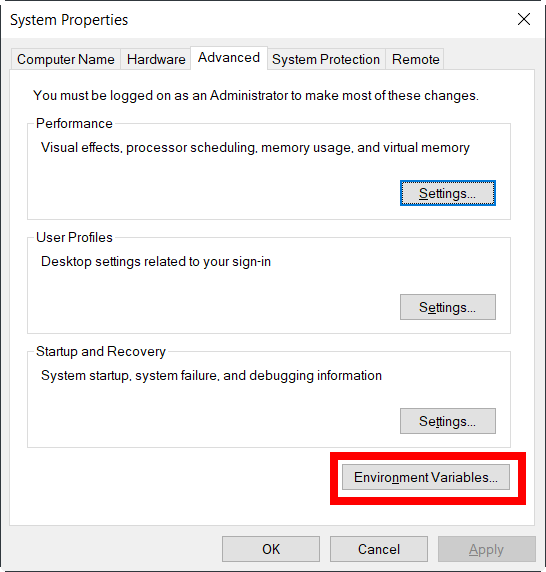 System Properties
Computer Name Hardware Advanced System Protection Remote
You must be logged on as an Administrator to make most of these changes.
Performance
Visual effects, processor scheduling, memory usage, and virtual memory
Settings...
User Profiles
Desktop settings related to your sign-in
Settings...
Startup and Recovery
System startup, system failure, and debugging information
Settings...
Environment Variables...
OK Cancel Apply